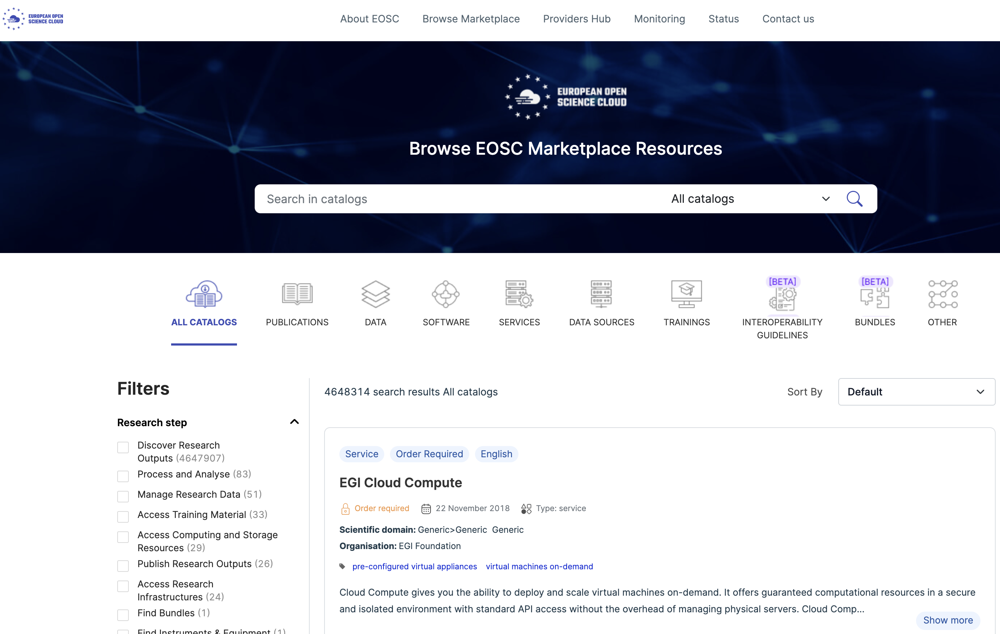 EUROPEAN OPEN
SCIENCE CLOUD
About EOSC
Browse Marketplace
Providers Hub
Monitoring
Status
Contact us
EUROPEAN OPEN
SCIENCE CLOUD
Browse EOSC Marketplace Resources
Search in catalogs
All catalogs
ALL CATALOGS
PUBLICATIONS
DATA
SOFTWARE
SERVICES
DATA SOURCES
TRAININGS
[BETA]
INTEROPERABILITY
GUIDELINES
[BETA]
BUNDLES
OTHER
Filters
Research step
Discover Research
Outputs (4647907)
Process and Analyse (83)
Manage Research Data (51)
Access Training Material (33)
Access Computing and Storage
Resources (29)
Publish Research Outputs (26)
Access Research
Infrastructures (24)
Find Bundles (1)
Find Instruments & Equipment (1)
4648314 search results All catalogs
Sort By
Default
Service
Order Required
English
EGI Cloud Compute
Order required
22 November 2018
Type: service
Scientific domain: Generic>Generic Generic
Organisation: EGI Foundation
pre-configured virtual appliances virtual machines on-demand
Cloud Compute gives you the ability to deploy and scale virtual machines on-demand. It offers guaranteed computational resources in a secure
and isolated environment with standard API access without the overhead of managing physical servers. Cloud Comp...
Show more